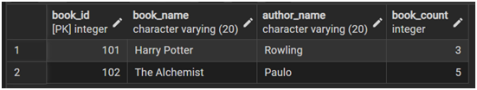 book_id book_name author_name book_count
[PK] integer character varying (20) character varying (20) integer
1 101 Harry Potter Rowling 3
2 102 The Alchemist Paulo 5